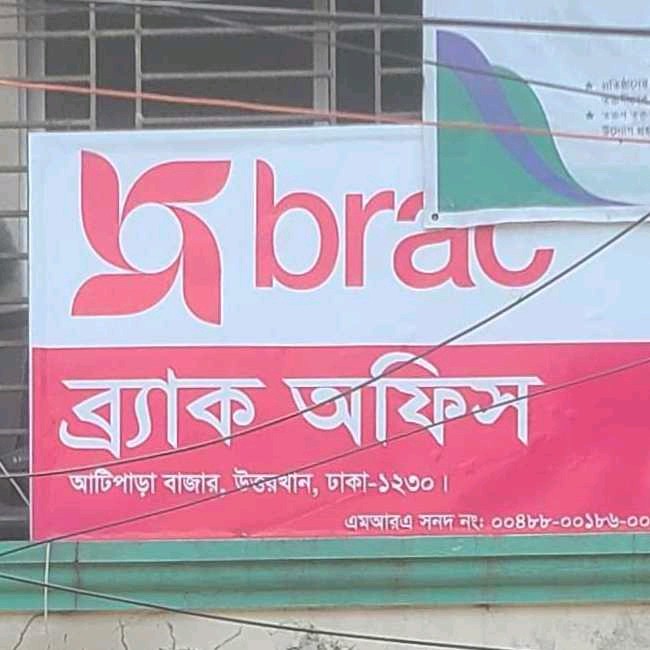 brac
ব্র্যাক অফিস
আটিপাড়া বাজার, উত্তরখান, ঢাকা-১২৩০।
এমআরএ সনদ নং: ০০৪৮৮-০০১৮৬-০০